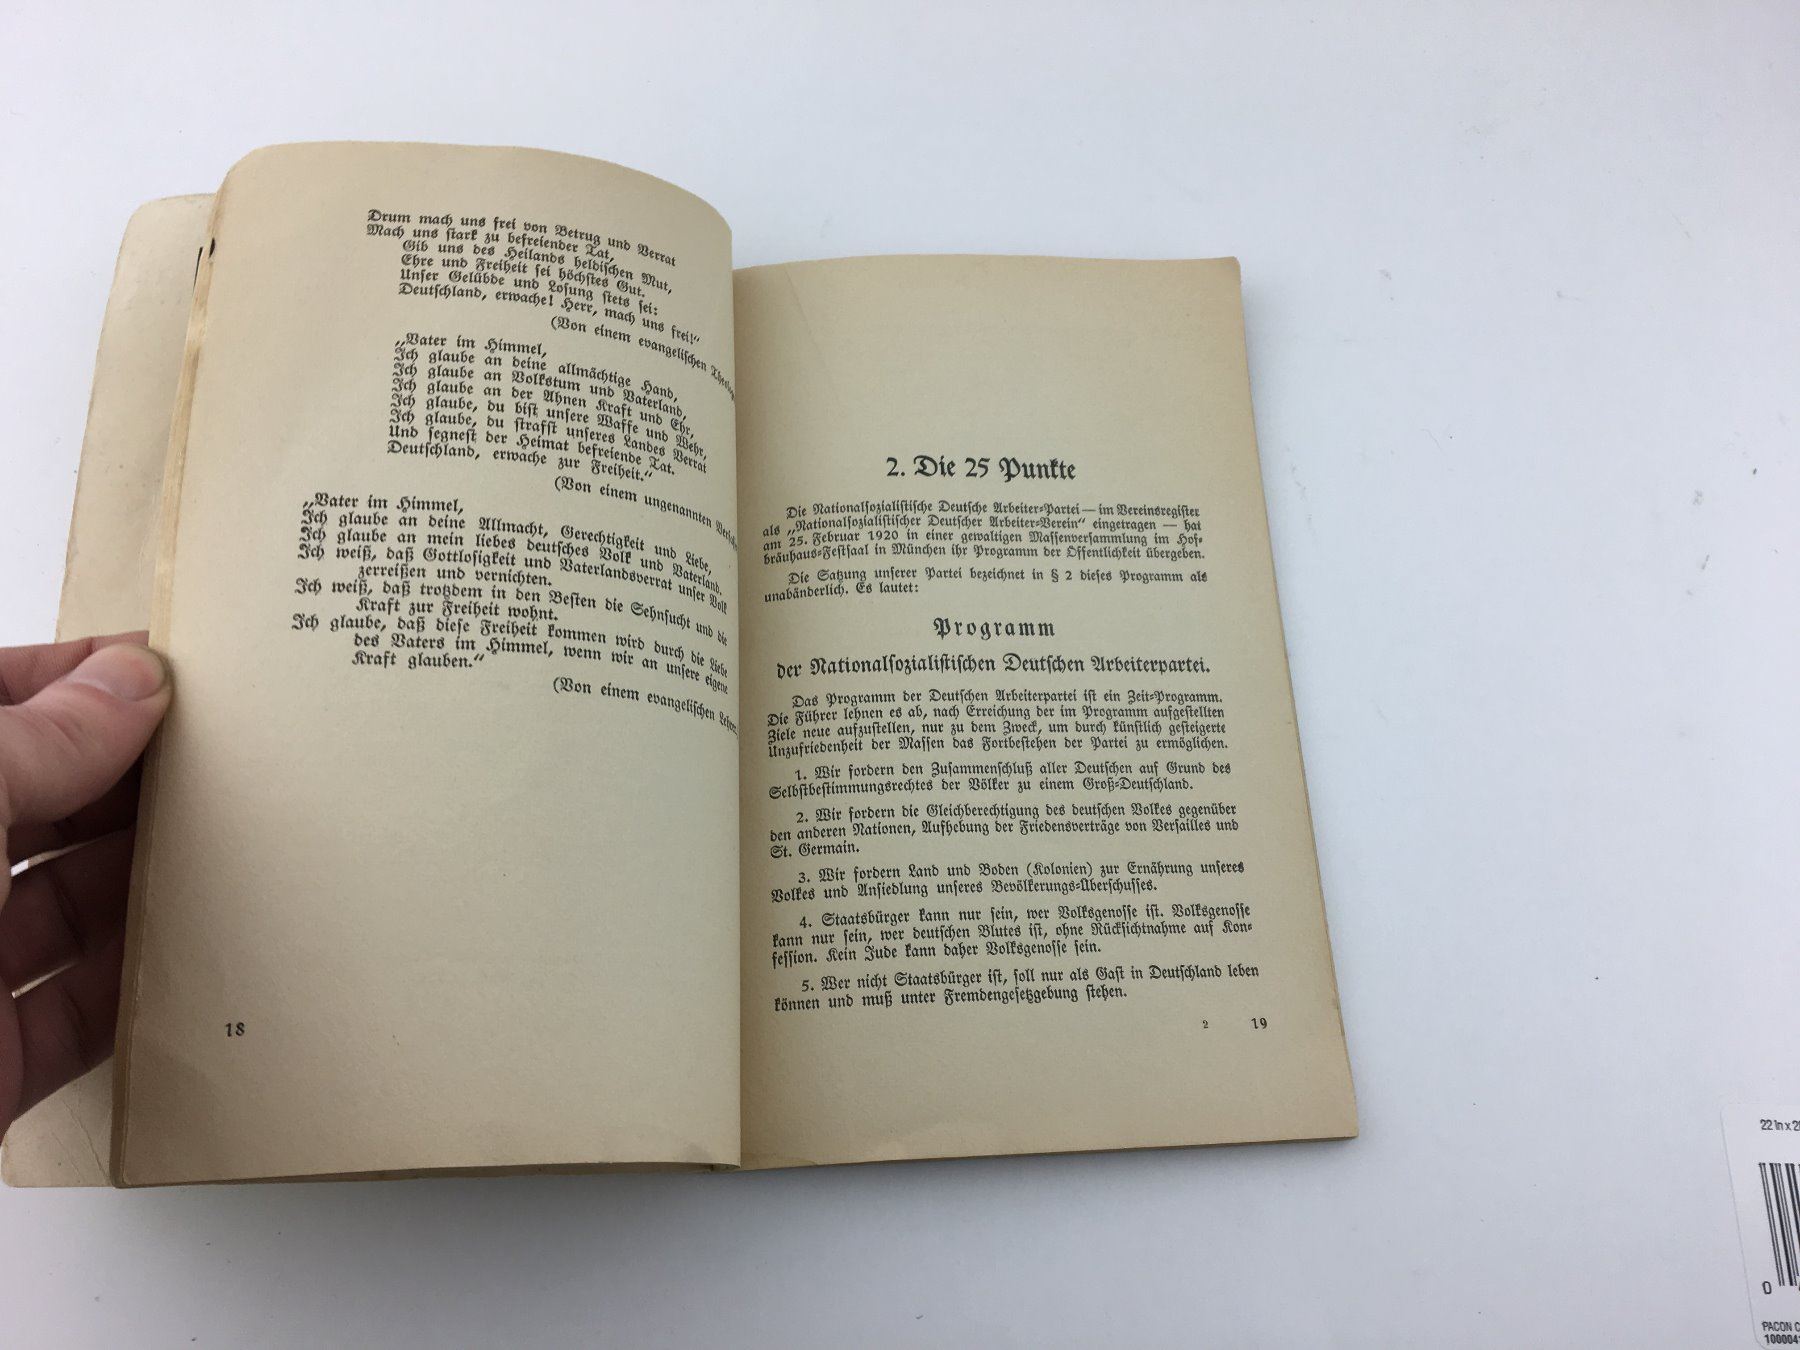 Drum mach uns frei von Betrug und Verrat
Mach uns stark zu befreiender Tat,
Gib uns des Heilands heldischen Mut,
Ehre und Freiheit sei höchstes Gut.
Unser Gelübde und Losung stets sei:
Deutschland, erwache! Herr, mach uns frei!“
(Von einem evangelischen
„Vater im Himmel,
Ich glaube an deine allmächtige Hand,
Ich glaube an Volkstum und Vaterland,
Ich glaube an der Ahnen Kraft und Ehr,
Ich glaube, du bist unsere Waffe und Wehr,
Ich glaube, du strafst unseres Landes Verrat
Und segnest der Heimat befreiende Tat.
Deutschland, erwache zur Freiheit.“
(Von einem ungenannten
„Vater im Himmel,
Ich glaube an deine Allmacht, Gerechtigkeit und Liebe,
Ich glaube an mein liebes deutsches Volk und Vaterland.
Ich weiß, daß Gottlosigkeit und Vaterlandsverrat unser Volk
zerreißen und vernichten.
Ich weiß, daß trotzdem in den Besten die Sehnsucht und die
Kraft zur Freiheit wohnt.
Ich glaube, daß diese Freiheit kommen wird durch die Liebe
des Vaters im Himmel, wenn wir an unsere eigene
Kraft glauben.“
(Von einem evangelischen
18
2. Die 25 Punkte
Die Nationalsozialistische Deutsche Arbeiter-Partei — im Vereinsregister
als „Nationalsozialistischer Deutscher Arbeiter-Verein“ eingetragen — hat
am 25. Februar 1920 in einer gewaltigen Massenversammlung im Hof-
bräuhaus-Festsaal in München ihr Programm der Öffentlichkeit übergeben.
Die Satzung unserer Partei bezeichnet in § 2 dieses Programm als
unabänderlich. Es lautet:
Programm
der Nationalsozialistischen Deutschen Arbeiterpartei.
Das Programm der Deutschen Arbeiterpartei ist ein Zeit-Programm.
Die Führer lehnen es ab, nach Erreichung der im Programm aufgestellten
Ziele neue aufzustellen, nur zu dem Zweck, um durch künstlich gesteigerte
Unzufriedenheit der Massen das Fortbestehen der Partei zu ermöglichen.
1. Wir fordern den Zusammenschluß aller Deutschen auf Grund des
Selbstbestimmungsrechtes der Völker zu einem Groß-Deutschland.
2. Wir fordern die Gleichberechtigung des deutschen Volkes gegenüber
den anderen Nationen, Aufhebung der Friedensverträge von Versailles und
St. Germain.
3. Wir fordern Land und Boden (Kolonien) zur Ernährung unseres
Volkes und Ansiedlung unseres Bevölkerungs-Überschusses.
4. Staatsbürger kann nur sein, wer Volksgenosse ist. Volksgenosse
kann nur sein, wer deutschen Blutes ist, ohne Rücksichtnahme auf Kon-
fession. Kein Jude kann daher Volksgenosse sein.
5. Wer nicht Staatsbürger ist, soll nur als Gast in Deutschland leben
können und muß unter Fremdengesetzgebung stehen.
2 19
22 in x
0
PACON C